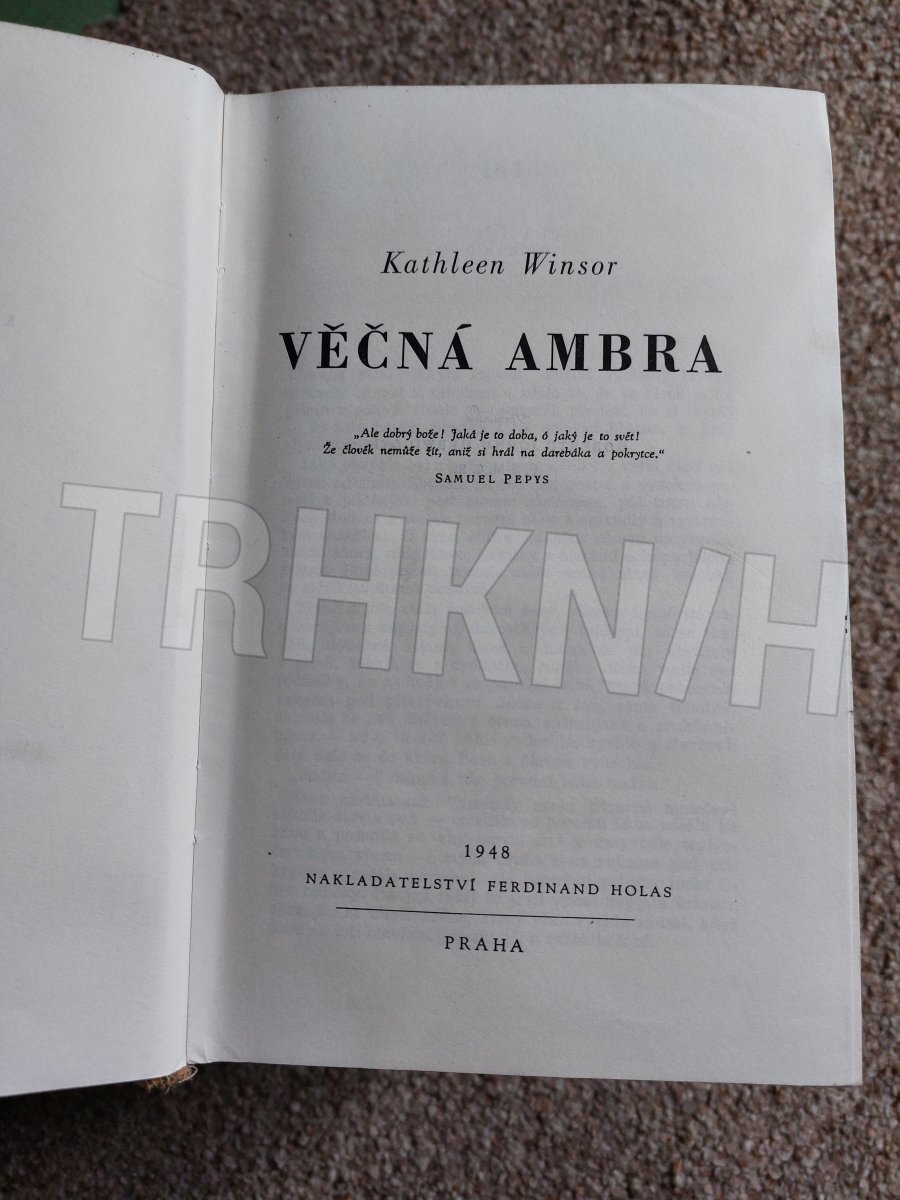 Kathleen Winsor
VĚČNÁ AMBRA
„Ale dobrý bože! Jaká je to doba, ó jaký je to svět!
Že člověk nemůže žít, aniž si hrál na darebáka a pokrytce.“
SAMUEL PEPYS
TRHKN/H
1948
NAKLADATELSTVÍ FERDINAND HOLAS
PRAHA